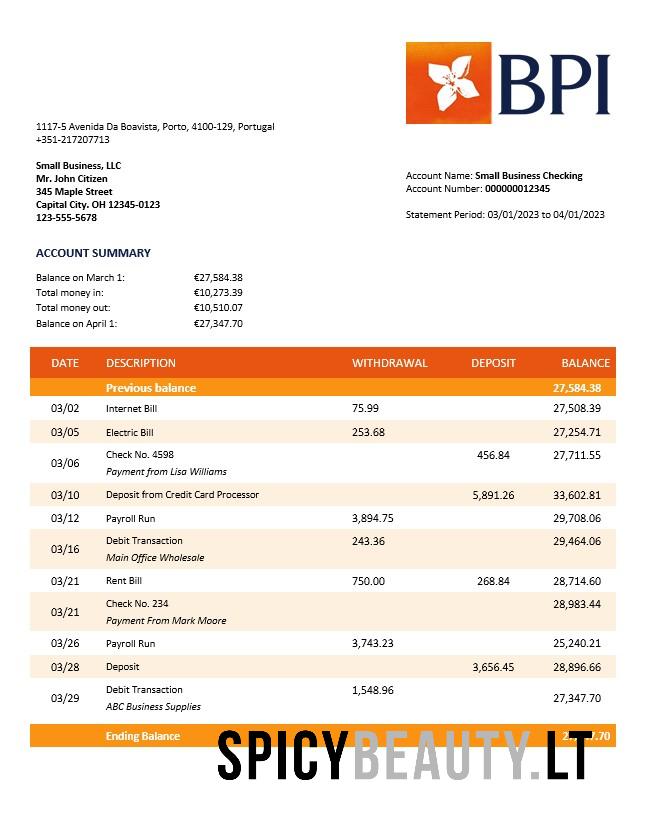 BPI
1117-5 Avenida Da Boavista, Porto, 4100-129, Portugal
+351-217207713
Small Business, LLC
Mr. John Citizen
345 Maple Street
Capital City. OH 12345-0123
123-555-5678
Account Name: Small Business Checking
Account Number: 000000012345
Statement Period: 03/01/2023 to 04/01/2023
ACCOUNT SUMMARY
Balance on March 1: €27,584.38
Total money in: €10,273.39
Total money out: €10,510.07
Balance on April 1: €27,347.70
DATE DESCRIPTION WITHDRAWAL DEPOSIT BALANCE
Previous balance 27,584.38
03/02 Internet Bill 75.99 27,508.39
03/05 Electric Bill 253.68 27,254.71
03/06 Check No. 4598 456.84 27,711.55
Payment from Lisa Williams
03/10 Deposit from Credit Card Processor 5,891.26 33,602.81
03/12 Payroll Run 3,894.75 29,708.06
03/16 Debit Transaction 243.36 29,464.06
Main Office Wholesale
03/21 Rent Bill 750.00 268.84 28,714.60
03/21 Check No. 234 28,983.44
Payment From Mark Moore
03/26 Payroll Run 3,743.23 25,240.21
03/28 Deposit 3,656.45 28,896.66
03/29 Debit Transaction 1,548.96 27,347.70
ABC Business Supplies
Ending Balance
SPICYBEAUTY.LT